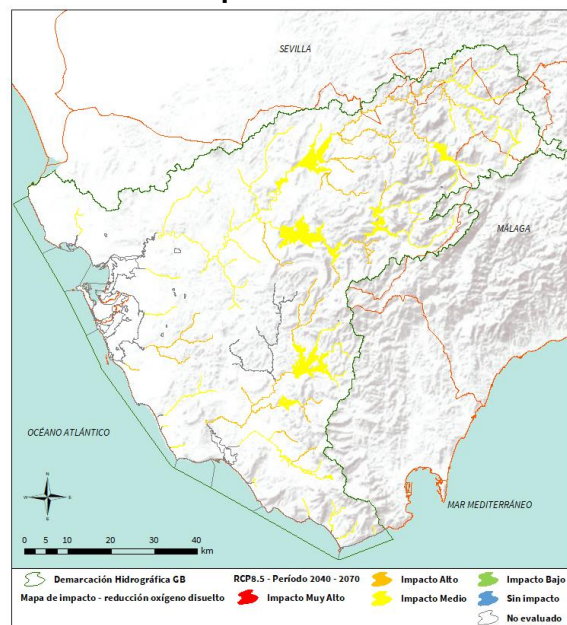 SEVILLA
MÁLAGA
OCÉANO ATLÁNTICO
MAR MEDITERRÁNEO
N
W E
S
0 5 10 20 30 40
km
Demarcación Hidrográfica GB
RCP8.5 - Período 2040 - 2070
Impacto Alto
Impacto Bajo
Mapa de impacto - reducción oxígeno disuelto
Impacto Muy Alto
Impacto Medio
Sin impacto
No evaluado